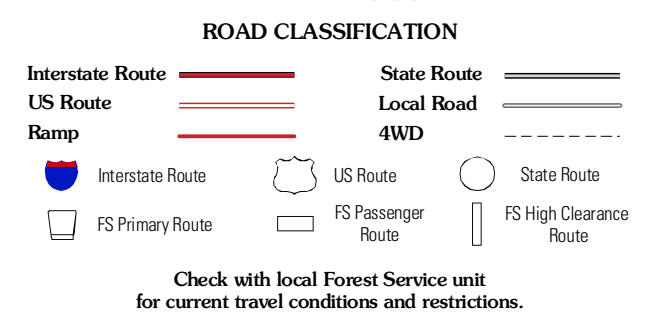 ROAD CLASSIFICATION
Interstate Route
State Route
US Route
Local Road
Ramp
4WD
Interstate Route
US Route
State Route
FS Primary Route
FS Passenger
Route
FS High Clearance
Route
Check with local Forest Service unit
for current travel conditions and restrictions.